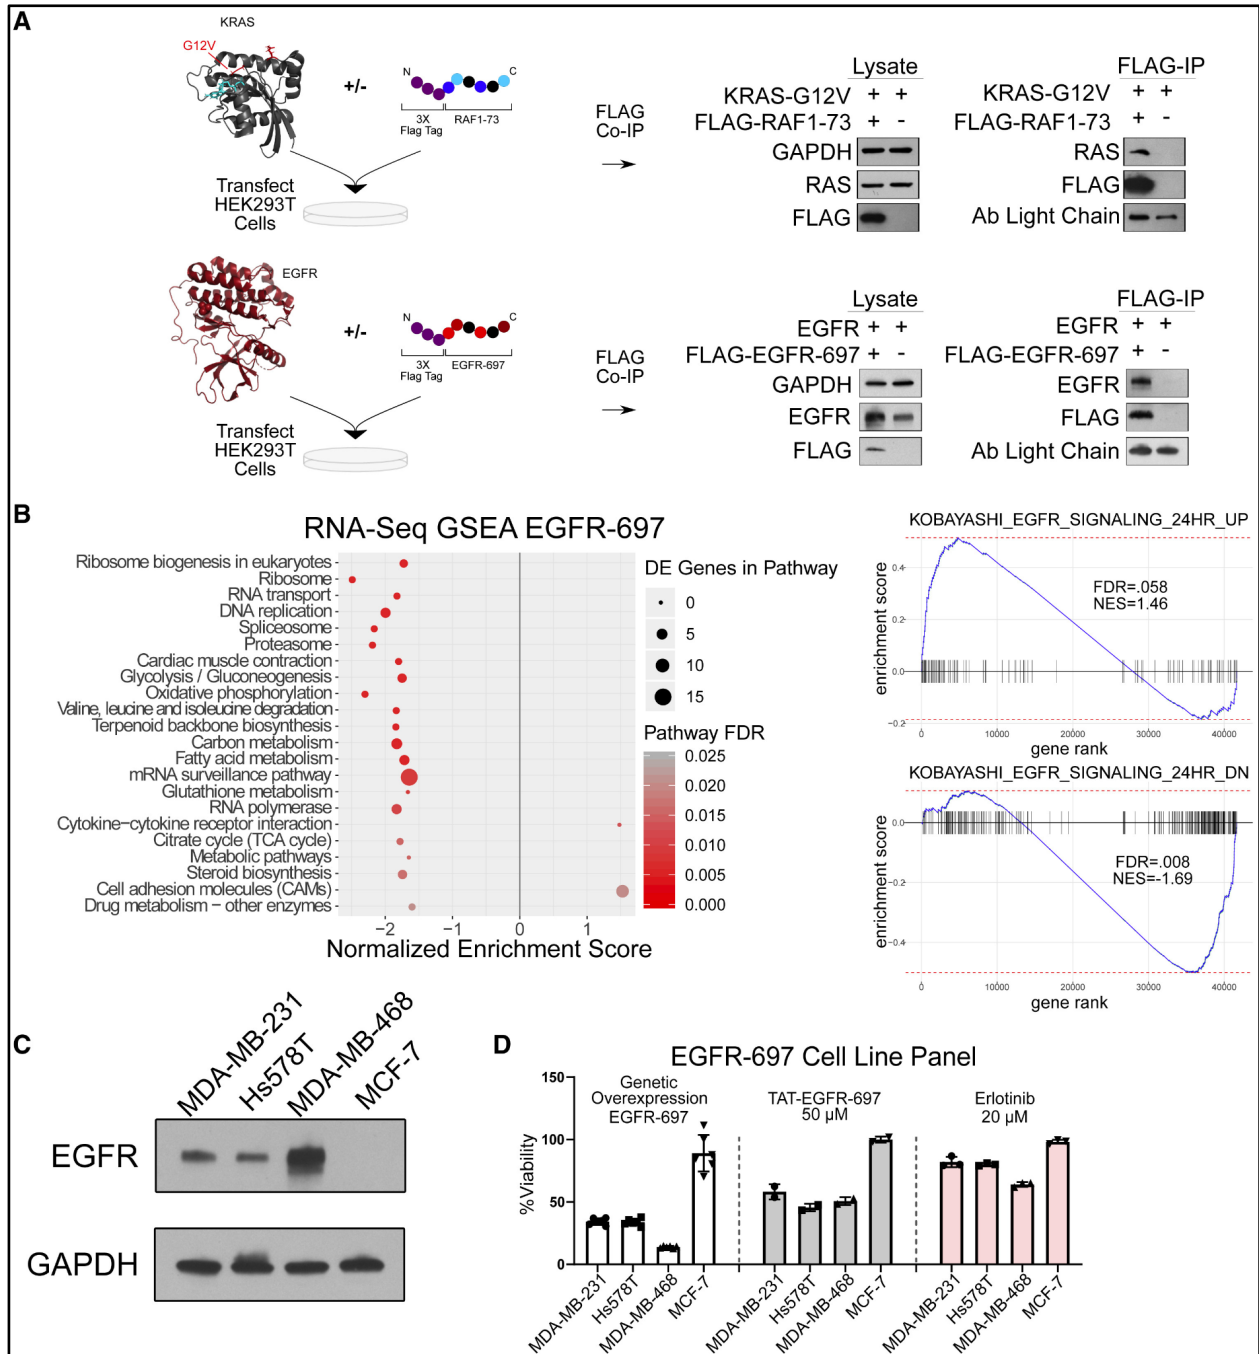 A
KRAS
G12V
+/-
N
C
3X
Flag Tag
RAF1-73
Transfect
HEK293T
Cells
FLAG
Co-IP
Lysate
KRAS-G12V + +
FLAG-RAF1-73 + -
GAPDH
RAS
FLAG
FLAG-IP
KRAS-G12V + +
FLAG-RAF1-73 + -
RAS
FLAG
Ab Light Chain
EGFR
+/-
N
C
3X
Flag Tag
EGFR-697
Transfect
HEK293T
Cells
FLAG
Co-IP
Lysate
EGFR + +
FLAG-EGFR-697 + -
GAPDH
EGFR
FLAG
FLAG-IP
EGFR + +
FLAG-EGFR-697 + -
EGFR
FLAG
Ab Light Chain
B
RNA-Seq GSEA EGFR-697
Ribosome biogenesis in eukaryotes
Ribosome
RNA transport
DNA replication
Spliceosome
Proteasome
Cardiac muscle contraction
Glycolysis / Gluconeogenesis
Oxidative phosphorylation
Valine, leucine and isoleucine degradation
Terpenoid backbone biosynthesis
Carbon metabolism
Fatty acid metabolism
mRNA surveillance pathway
Glutathione metabolism
RNA polymerase
Cytokine−cytokine receptor interaction
Citrate cycle (TCA cycle)
Metabolic pathways
Steroid biosynthesis
Cell adhesion molecules (CAMs)
Drug metabolism − other enzymes
−2 −1 0 1
Normalized Enrichment Score
DE Genes in Pathway
0
5
10
15
Pathway FDR
0.025
0.020
0.015
0.010
0.005
0.000
KOBAYASHI_EGFR_SIGNALING_24HR_UP
enrichment score
0.4
0.2
0.0
−0.2
FDR=.058
NES=1.46
0 10000 20000 30000 40000
gene rank
KOBAYASHI_EGFR_SIGNALING_24HR_DN
enrichment score
0.0
−0.2
−0.4
FDR=.008
NES=-1.69
0 10000 20000 30000 40000
gene rank
C
MDA-MB-231
Hs578T
MDA-MB-468
MCF-7
EGFR
GAPDH
D
EGFR-697 Cell Line Panel
%Viability
150
100
50
0
Genetic
Overexpression
EGFR-697
TAT-EGFR-697
50 µM
Erlotinib
20 µM
MDA-MB-231
Hs578T
MDA-MB-468
MCF-7
MDA-MB-231
Hs578T
MDA-MB-468
MCF-7
MDA-MB-231
Hs578T
MDA-MB-468
MCF-7